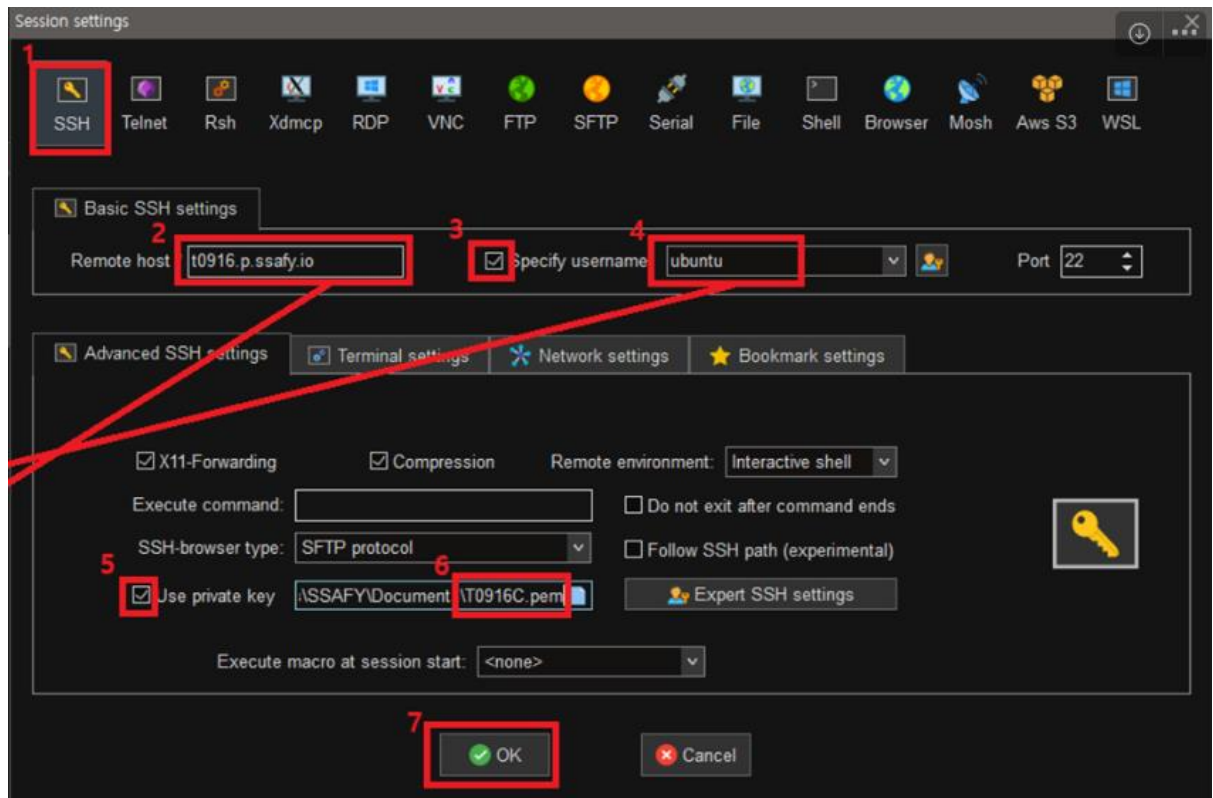 Session settings
1
SSH Telnet Rsh Xdmcp RDP VNC FTP SFTP Serial File Shell Browser Mosh Aws S3 WSL
Basic SSH settings
2 3 4
Remote host t0916.p.ssafy.io Specify username ubuntu Port 22
Advanced SSH settings Terminal settings Network settings Bookmark settings
X11-Forwarding Compression Remote environment: Interactive shell
Execute command: Do not exit after command ends
SSH-browser type: SFTP protocol Follow SSH path (experimental)
5 6
Use private key :\SSAFY\Document \T0916C.pem Expert SSH settings
Execute macro at session start: <none>
7
OK Cancel